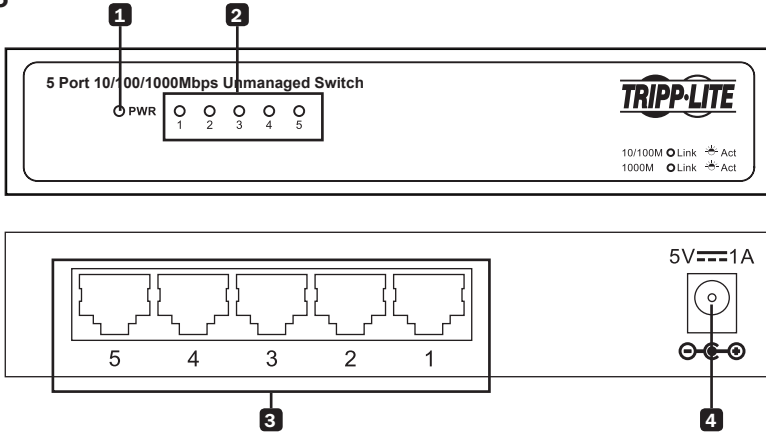 1 2
5 Port 10/100/1000Mbps Unmanaged Switch
TRIPP·LITE
PWR
1 2 3 4 5
10/100M Link Act
1000M Link Act
5V 1A
5 4 3 2 1
3 4